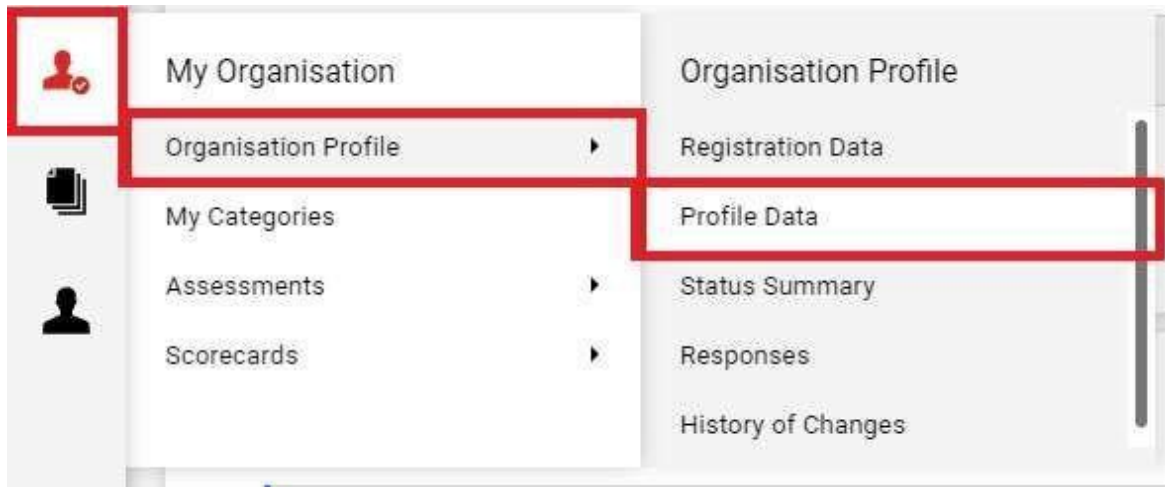 My Organisation
Organisation Profile
My Categories
Assessments
Scorecards
Organisation Profile
Registration Data
Profile Data
Status Summary
Responses
History of Changes